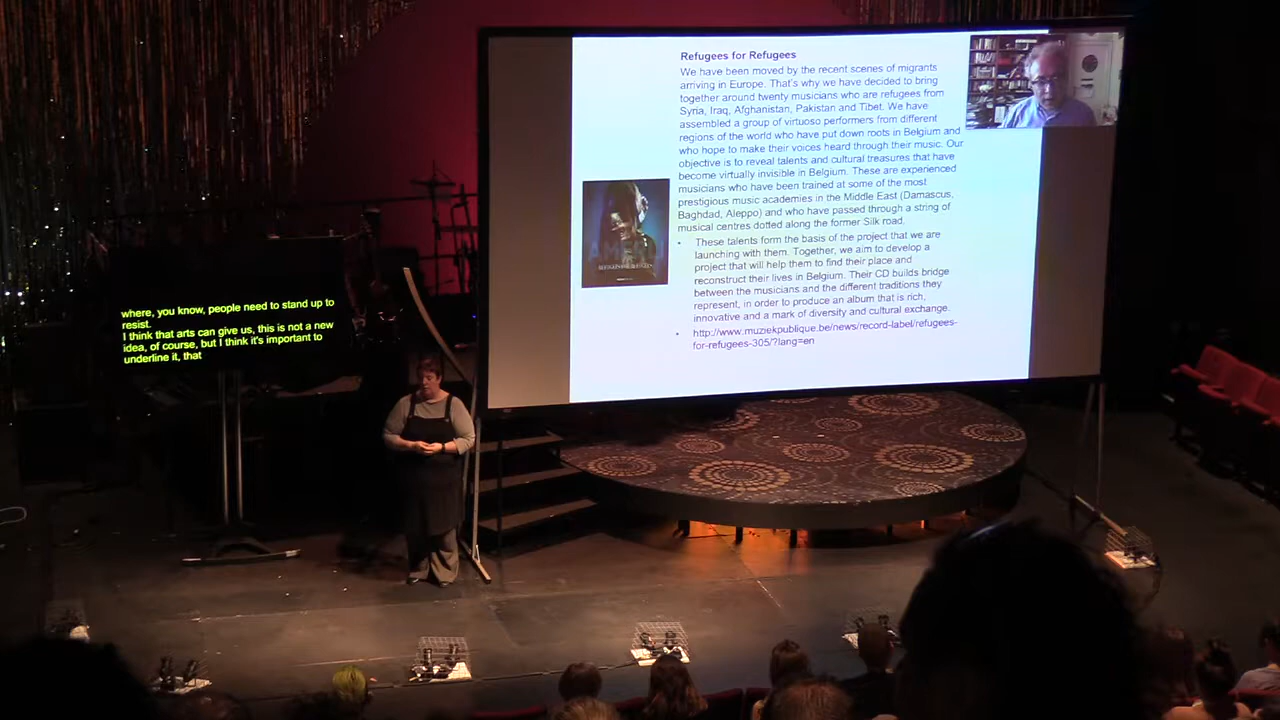 where, you know, people need to stand up to
resist.
I think that arts can give us, this is not a new
idea, of course, but I think it's important to
underline it, that
Refugees for Refugees
We have been moved by the recent scenes of migrants
arriving in Europe. That's why we have decided to bring
together around twenty musicians who are refugees from
Syria, Iraq, Afghanistan, Pakistan and Tibet. We have
assembled a group of virtuoso performers from different
regions of the world who have put down roots in Belgium and
who hope to make their voices heard through their music. Our
objective is to reveal talents and cultural treasures that have
become virtually invisible in Belgium. These are experienced
musicians who have been trained at some of the most
prestigious music academies in the Middle East (Damascus,
Baghdad, Aleppo) and who have passed through a string of
musical centres dotted along the former Silk road.
• These talents form the basis of the project that we are
launching with them. Together, we aim to develop a
project that will help them to find their place and
reconstruct their lives in Belgium. Their CD builds bridge
between the musicians and the different traditions they
represent, in order to produce an album that is rich,
innovative and a mark of diversity and cultural exchange.
• http://www.muziekpublique.be/news/record-label/refugees-
for-refugees-305/?lang=en
REFUGEES FOR REFUGEES